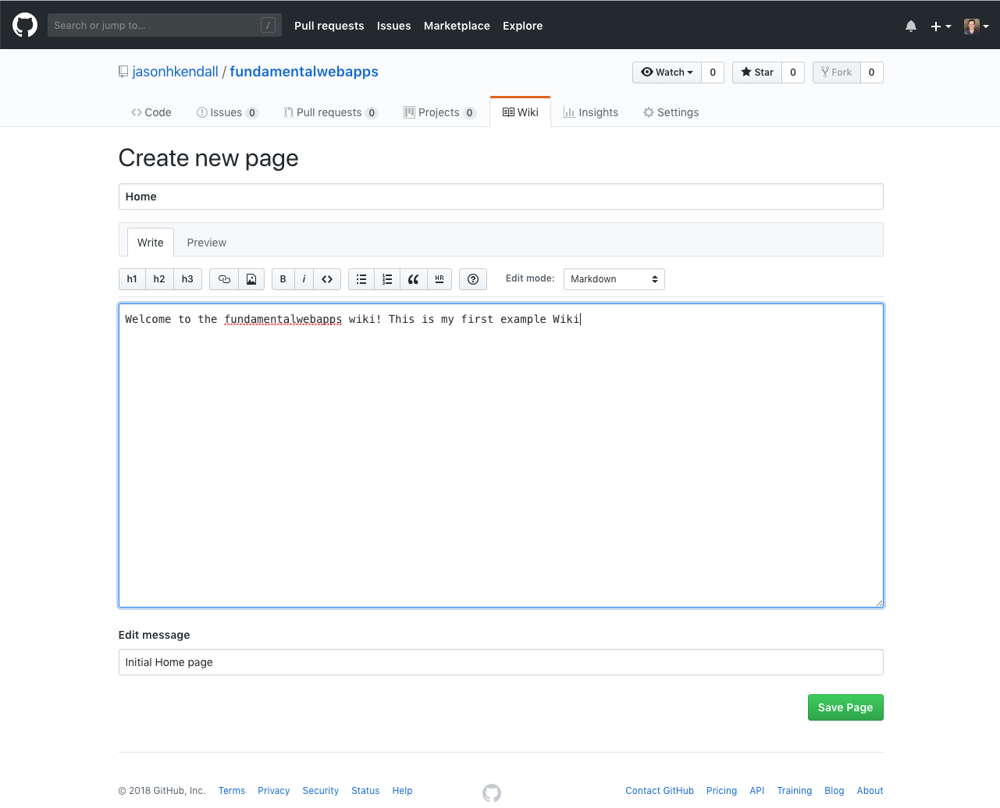 Search or jump to... /
Pull requests Issues Marketplace Explore
jasonhkendall / fundamentalwebapps
Watch 0 Star 0 Fork 0
Code Issues 0 Pull requests 0 Projects 0 Wiki Insights Settings
Create new page
Home
Write Preview
h1 h2 h3 B i <> “ HR ? Edit mode: Markdown
Welcome to the fundamentalwebapps wiki! This is my first example Wiki
Edit message
Initial Home page
Save Page
© 2018 GitHub, Inc. Terms Privacy Security Status Help
Contact GitHub Pricing API Training Blog About